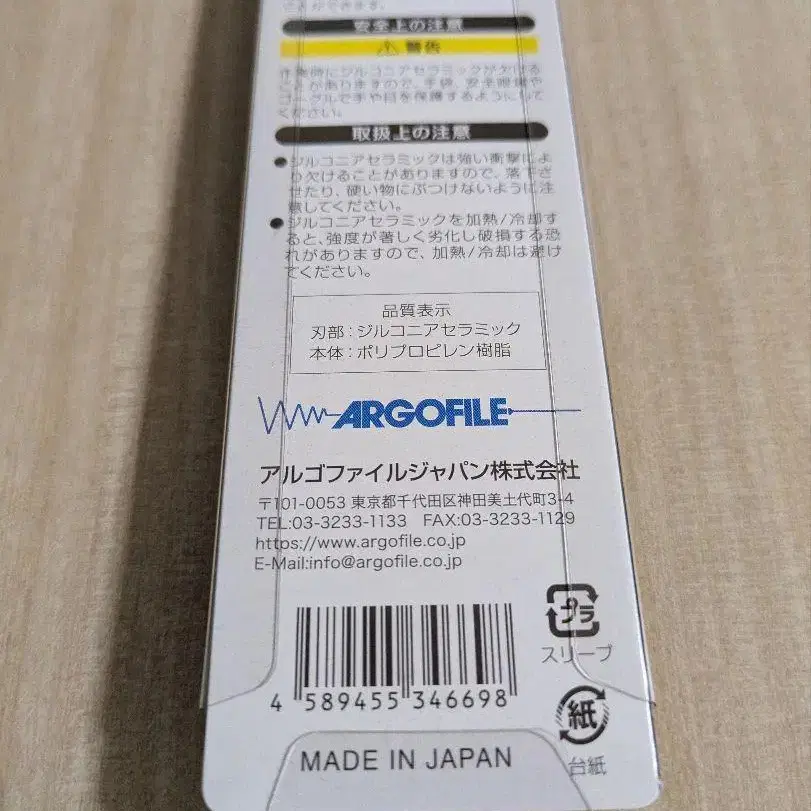 とができます。
安全上の注意
警告
作業時にジルコニアセラミックが欠ける
ことがありますので、手袋、安全眼鏡や
ゴーグルで手や目を保護するようにして
ください。
取扱上の注意
●ジルコニアセラミックは強い衝撃によ
り欠けることがありますので、落下さ
せたり、硬い物にぶつけないように注
意してください。
●ジルコニアセラミックを加熱/冷却す
ると、強度が著しく劣化し破損する恐
れがありますので、加熱/冷却は避け
てください。
品質表示
刃部:ジルコニアセラミック
本体:ポリプロピレン樹脂
ARGOFILE
アルゴファイルジャパン株式会社
〒101-0053 東京都千代田区神田美土代町3-4
TEL:03-3233-1133 FAX:03-3233-1129
https://www.argofile.co.jp
E-Mail:info@argofile.co.jp
プラ
スリーブ
4 589455 346698
紙
台紙
MADE IN JAPAN